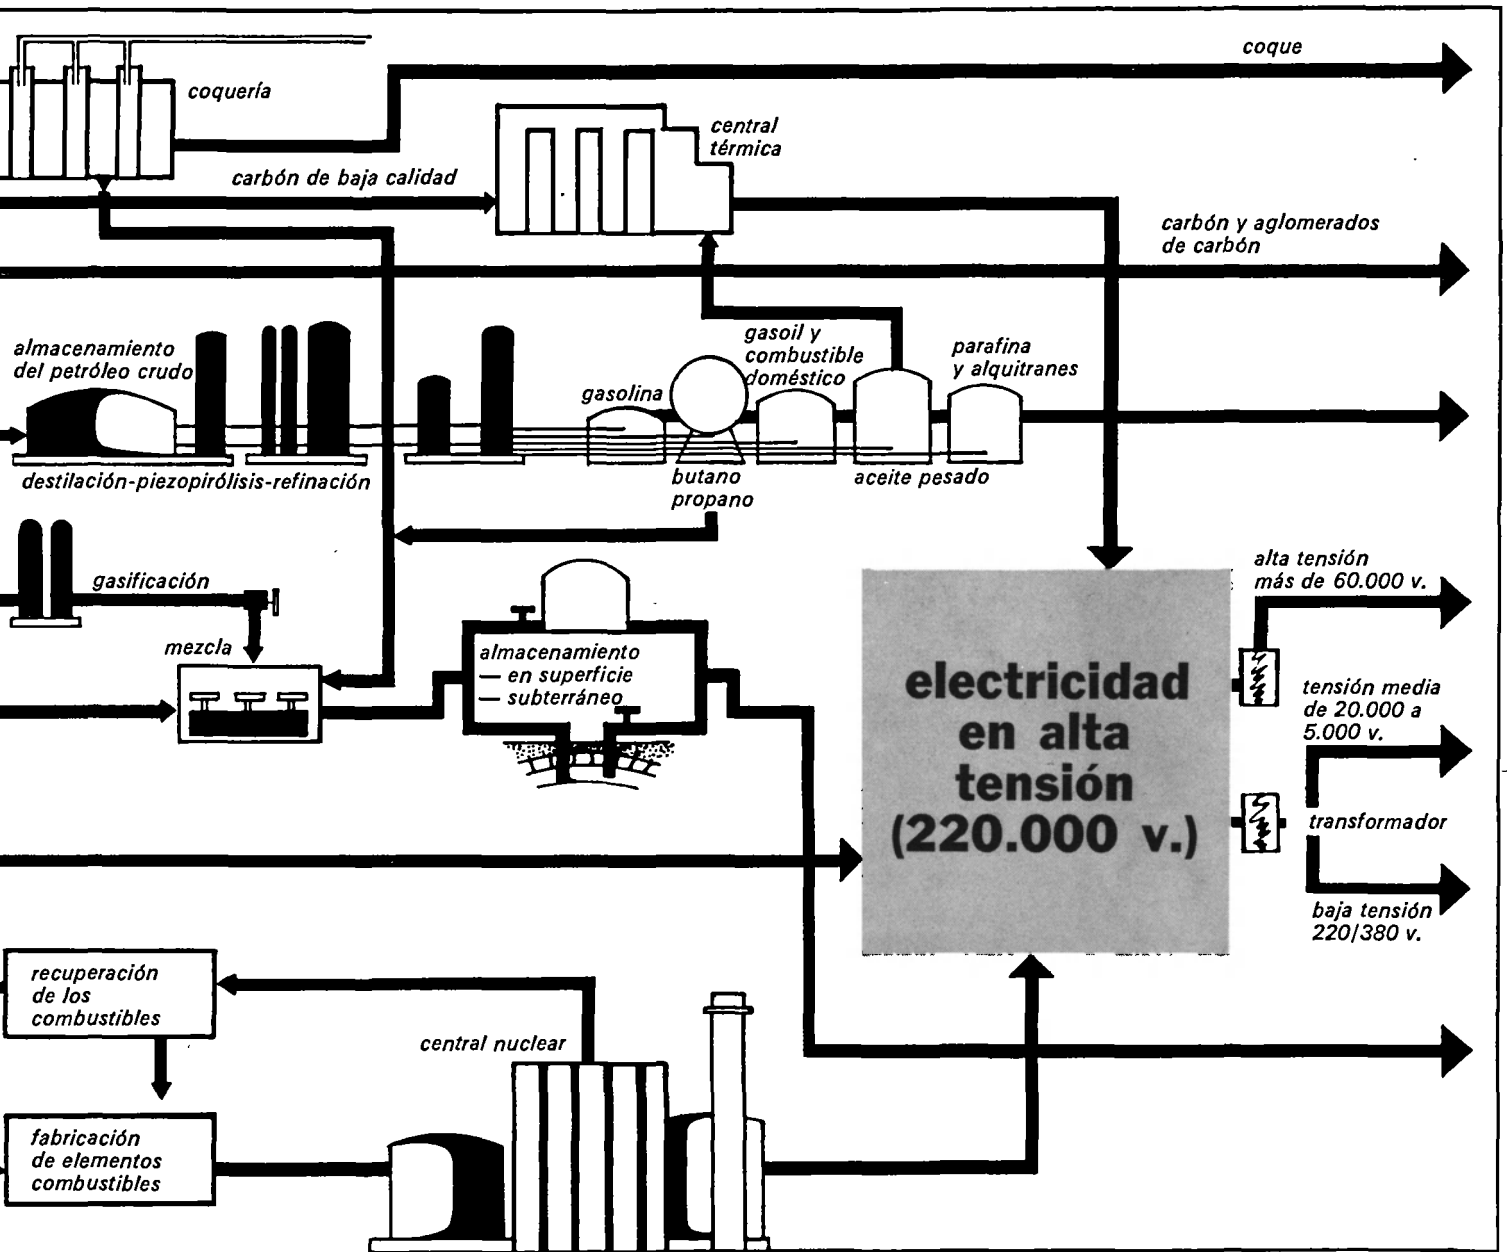 coque
coquería
central
térmica
carbón de baja calidad
carbón y aglomerados
de carbón
almacenamiento
del petróleo crudo
gasolina
gasoil y
combustible
doméstico
parafina
y alquitranes
destilación-piezopirólisis-refinación
butano
propano
aceite pesado
gasificación
mezcla
almacenamiento
— en superficie
— subterráneo
electricidad
en alta
tensión
(220.000 v.)
alta tensión
más de 60.000 v.
tensión media
de 20.000 a
5.000 v.
transformador
baja tensión
220/380 v.
recuperación
de los
combustibles
central nuclear
fabricación
de elementos
combustibles